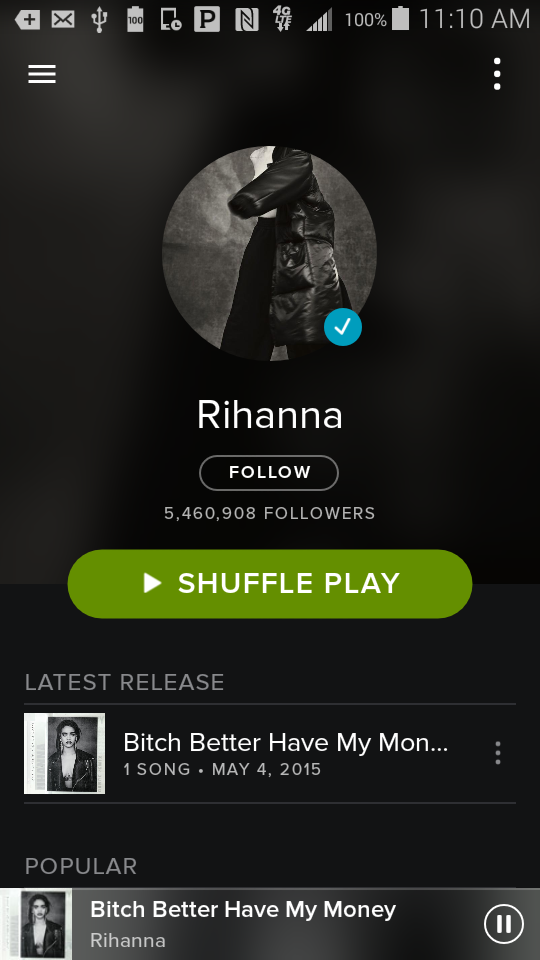 100 P 4G LTE 100% 11:10 AM
Rihanna
FOLLOW
5,460,908 FOLLOWERS
SHUFFLE PLAY
LATEST RELEASE
Bitch Better Have My Mon...
1 SONG • MAY 4, 2015
POPULAR
Bitch Better Have My Money
Rihanna